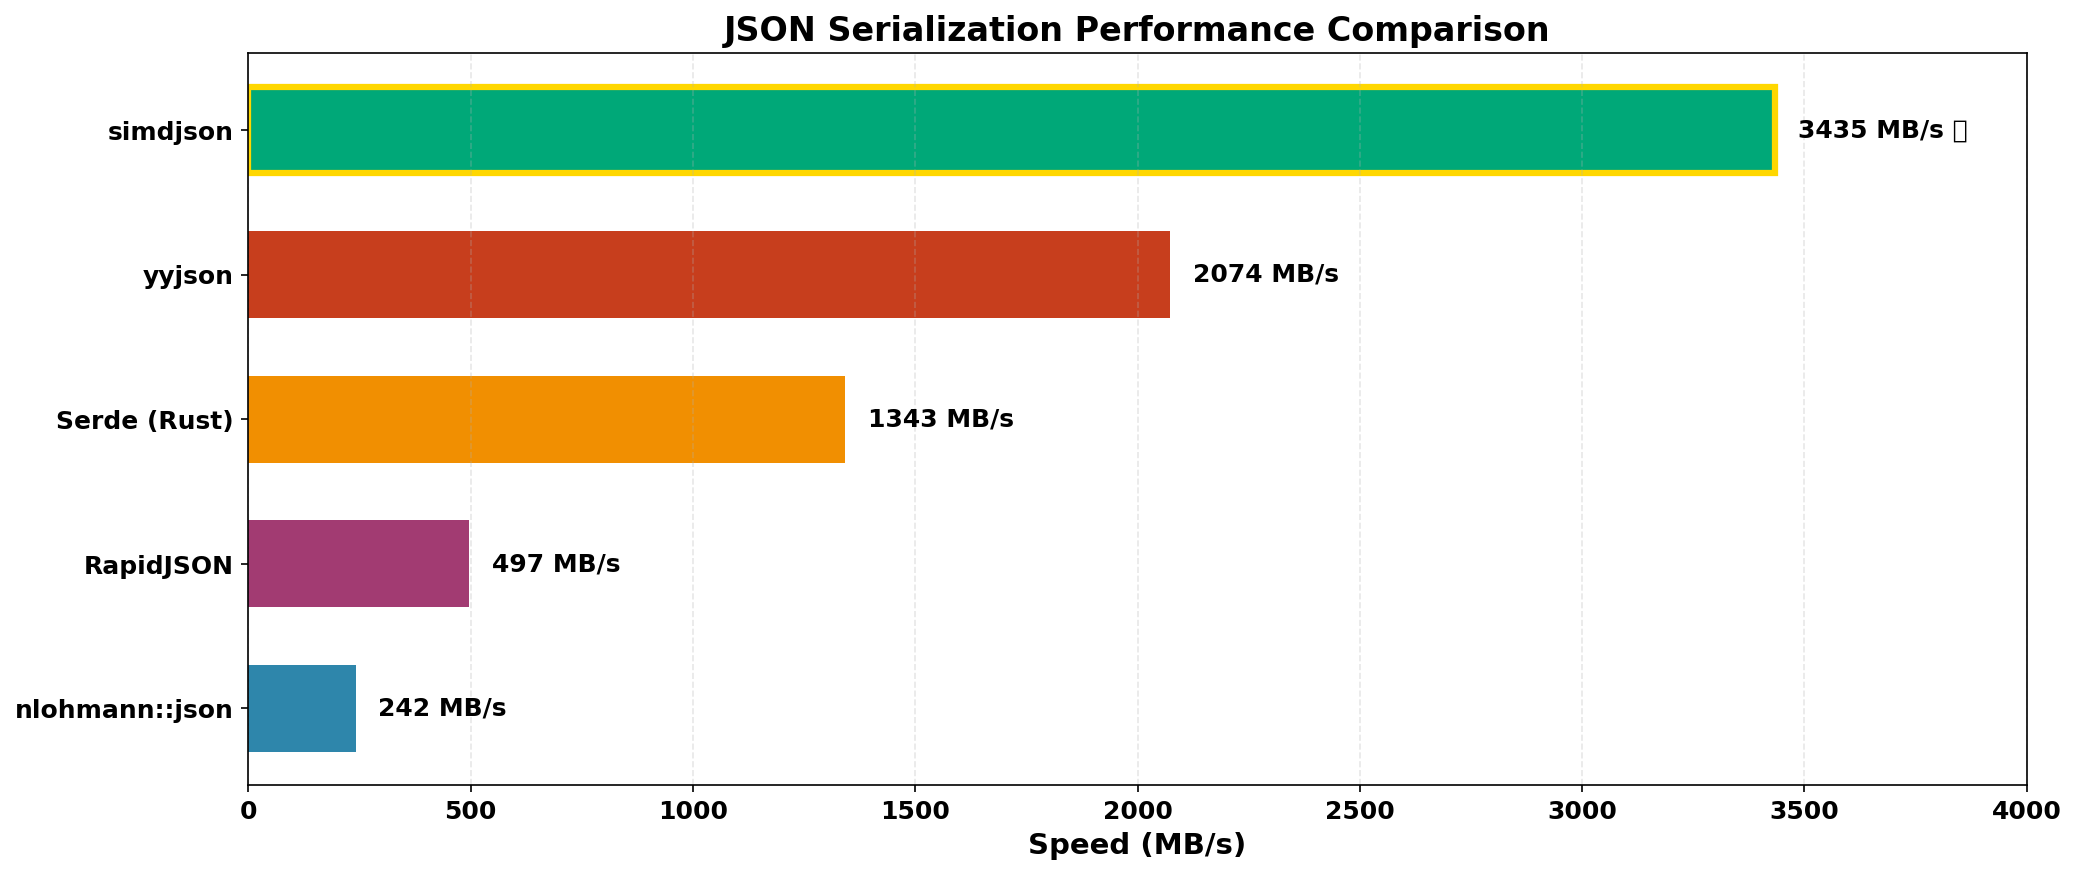 JSON Serialization Performance Comparison
simdjson
3435 MB/s
yyjson
2074 MB/s
Serde (Rust)
1343 MB/s
RapidJSON
497 MB/s
nlohmann::json
242 MB/s
0 500 1000 1500 2000 2500 3000 3500 4000
Speed (MB/s)